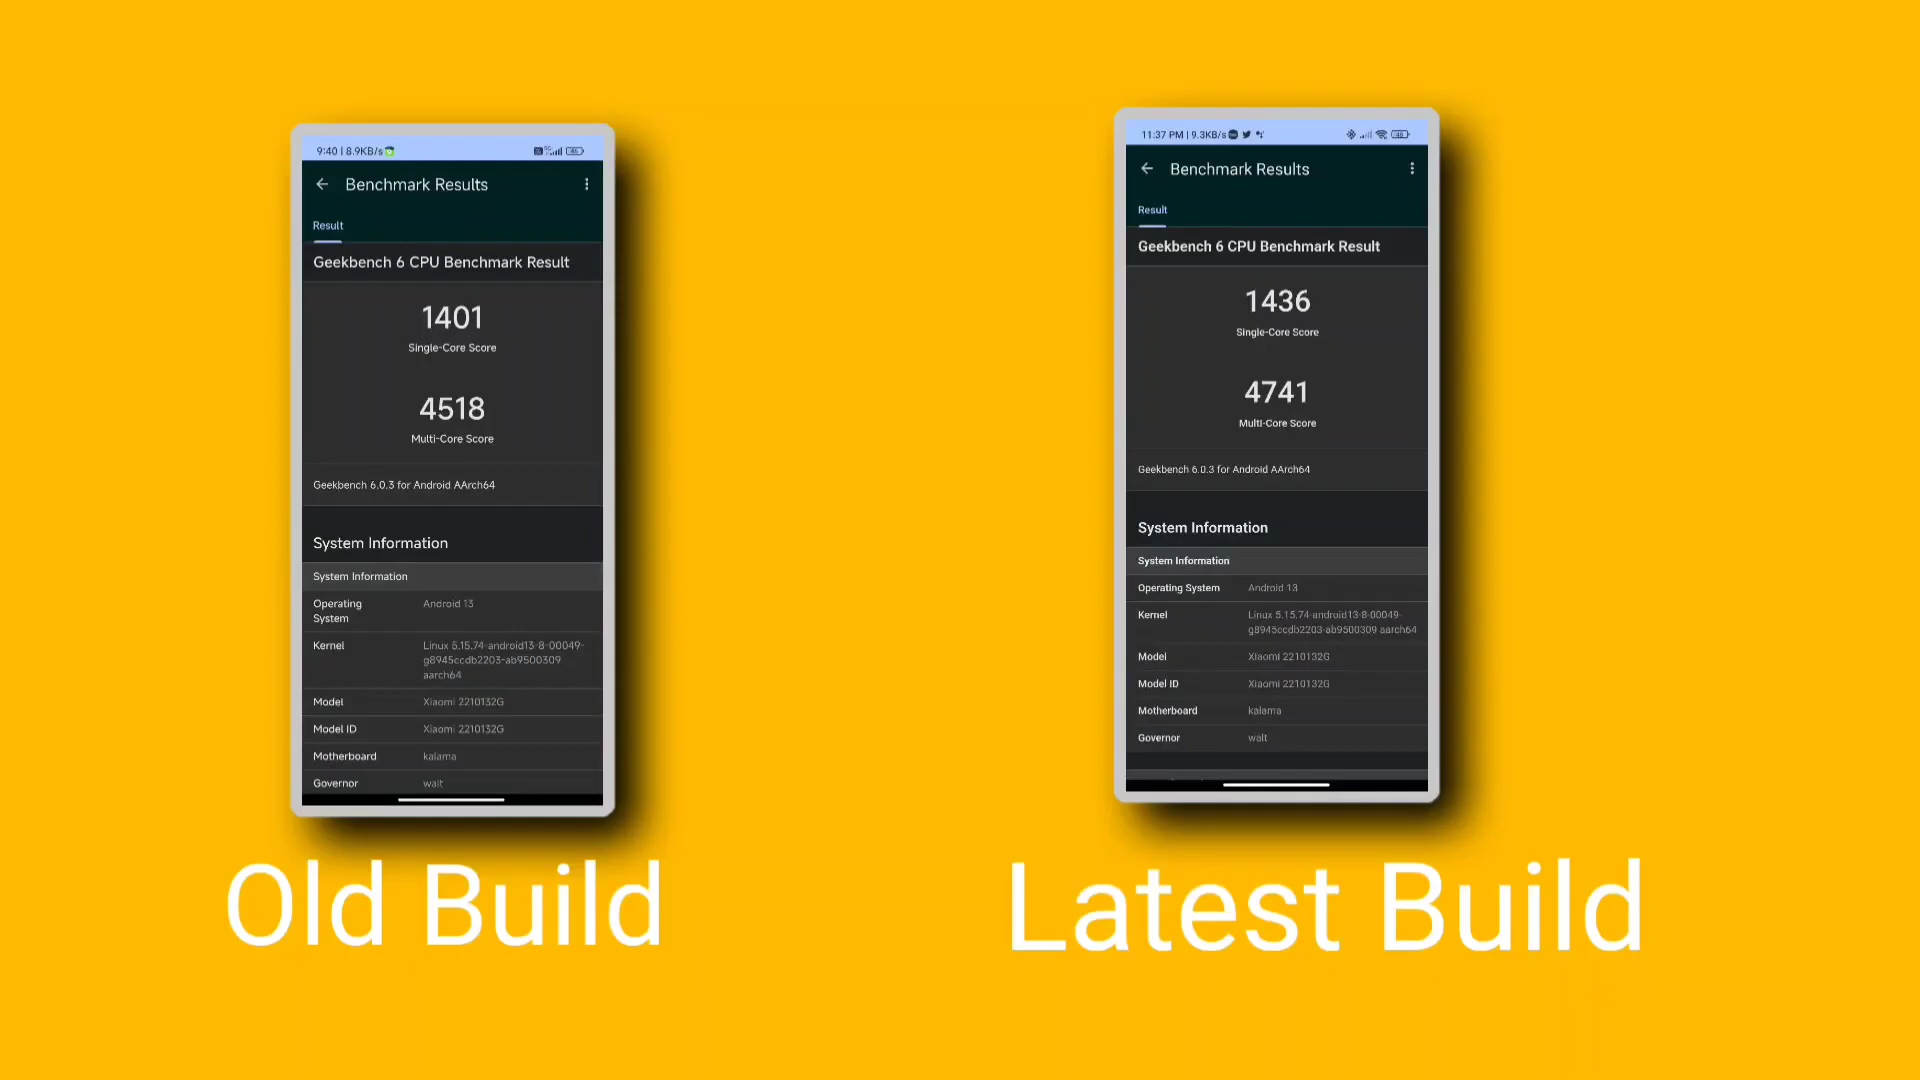 9:40 | 8.9KB/s
Benchmark Results
Result
Geekbench 6 CPU Benchmark Result
1401
Single-Core Score
4518
Multi-Core Score
Geekbench 6.0.3 for Android AArch64
System Information
System Information
Operating
System
Android 13
Kernel
Linux 5.15.74-android13-8-00049-
g8945ccdb2203-ab9500309
aarch64
Model
Xiaomi 2210132G
Model ID
Xiaomi 2210132G
Motherboard
kalama
Governor
walt
Old Build
11:37 PM | 9.3KB/s
Benchmark Results
Result
Geekbench 6 CPU Benchmark Result
1436
Single-Core Score
4741
Multi-Core Score
Geekbench 6.0.3 for Android AArch64
System Information
System Information
Operating System
Android 13
Kernel
Linux 5.15.74-android13-8-00049-
g8945ccdb2203-ab9500309 aarch64
Model
Xiaomi 2210132G
Model ID
Xiaomi 2210132G
Motherboard
kalama
Governor
walt
Latest Build